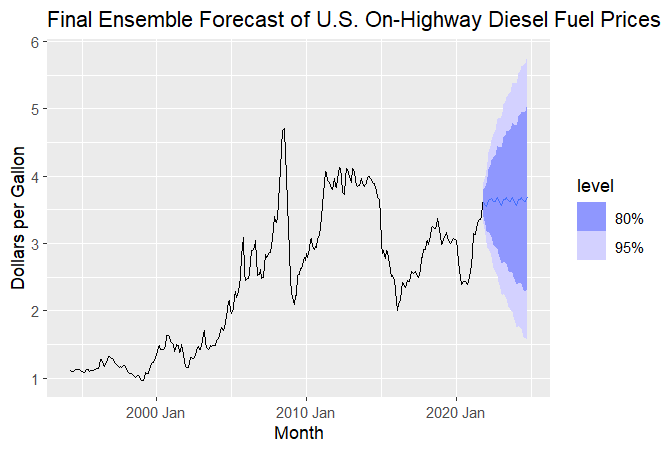 Final Ensemble Forecast of U.S. On-Highway Diesel Fuel Prices
6
5
4
3
2
1
Dollars per Gallon
2000 Jan
2010 Jan
2020 Jan
Month
level
80%
95%